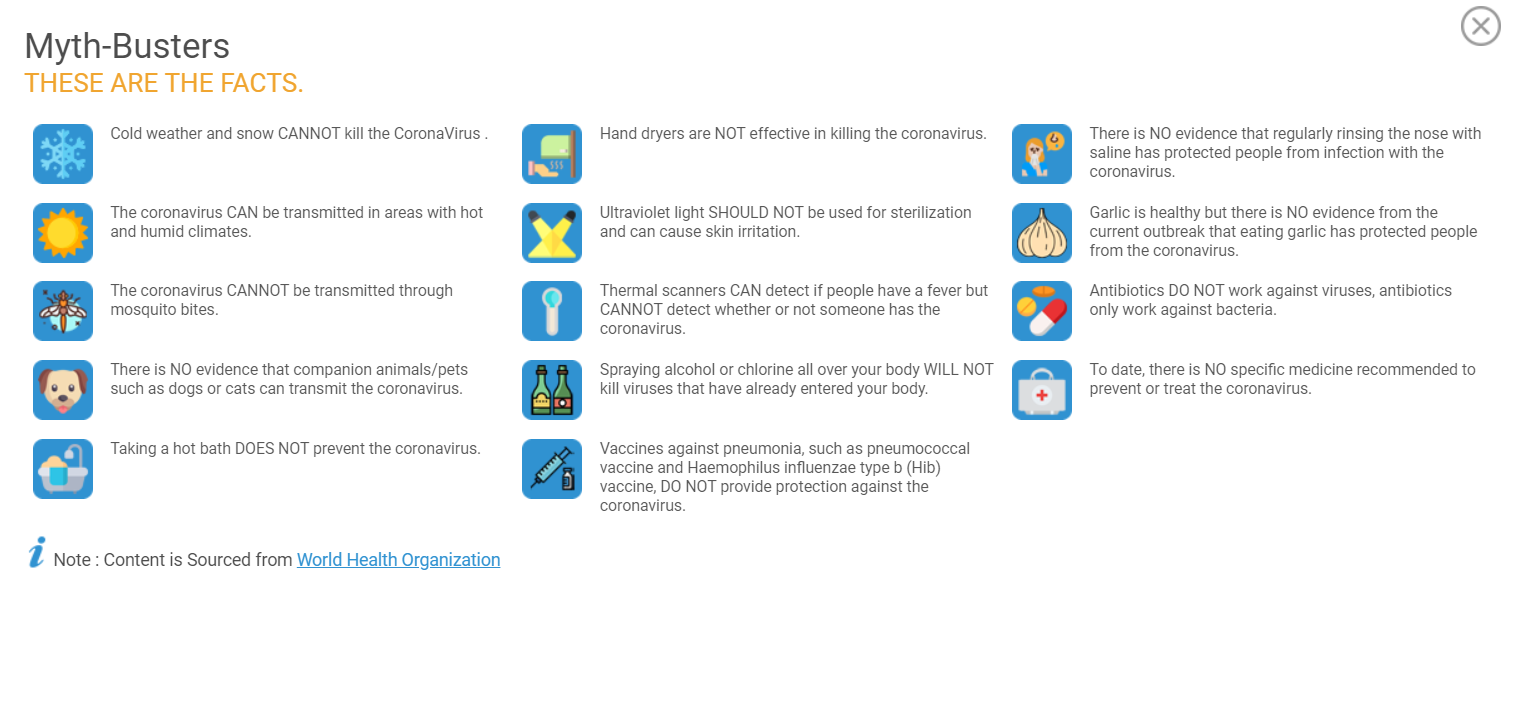 Myth-Busters
THESE ARE THE FACTS.
Cold weather and snow CANNOT kill the CoronaVirus .
The coronavirus CAN be transmitted in areas with hot
and humid climates.
The coronavirus CANNOT be transmitted through
mosquito bites.
There is NO evidence that companion animals/pets
such as dogs or cats can transmit the coronavirus.
Taking a hot bath DOES NOT prevent the coronavirus.
Hand dryers are NOT effective in killing the coronavirus.
Ultraviolet light SHOULD NOT be used for sterilization
and can cause skin irritation.
Thermal scanners CAN detect if people have a fever but
CANNOT detect whether or not someone has the
coronavirus.
Spraying alcohol or chlorine all over your body WILL NOT
kill viruses that have already entered your body.
Vaccines against pneumonia, such as pneumococcal
vaccine and Haemophilus influenzae type b (Hib)
vaccine, DO NOT provide protection against the
coronavirus.
There is NO evidence that regularly rinsing the nose with
saline has protected people from infection with the
coronavirus.
Garlic is healthy but there is NO evidence from the
current outbreak that eating garlic has protected people
from the coronavirus.
Antibiotics DO NOT work against viruses, antibiotics
only work against bacteria.
To date, there is NO specific medicine recommended to
prevent or treat the coronavirus.
Note : Content is Sourced from World Health Organization